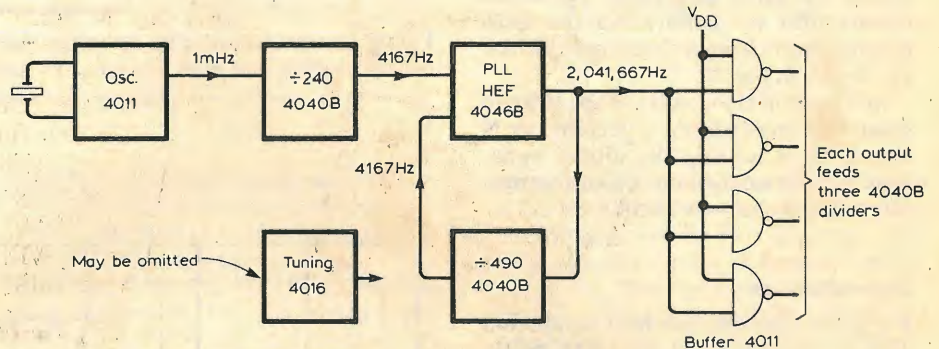 Osc.
4011
1mHz
÷240
4040B
4167Hz
PLL
HEF
4046B
2,041,667Hz
VDD
Each output
feeds
three 4040B
dividers
4167Hz
May be omitted
Tuning
4016
÷490
4040B
Buffer 4011